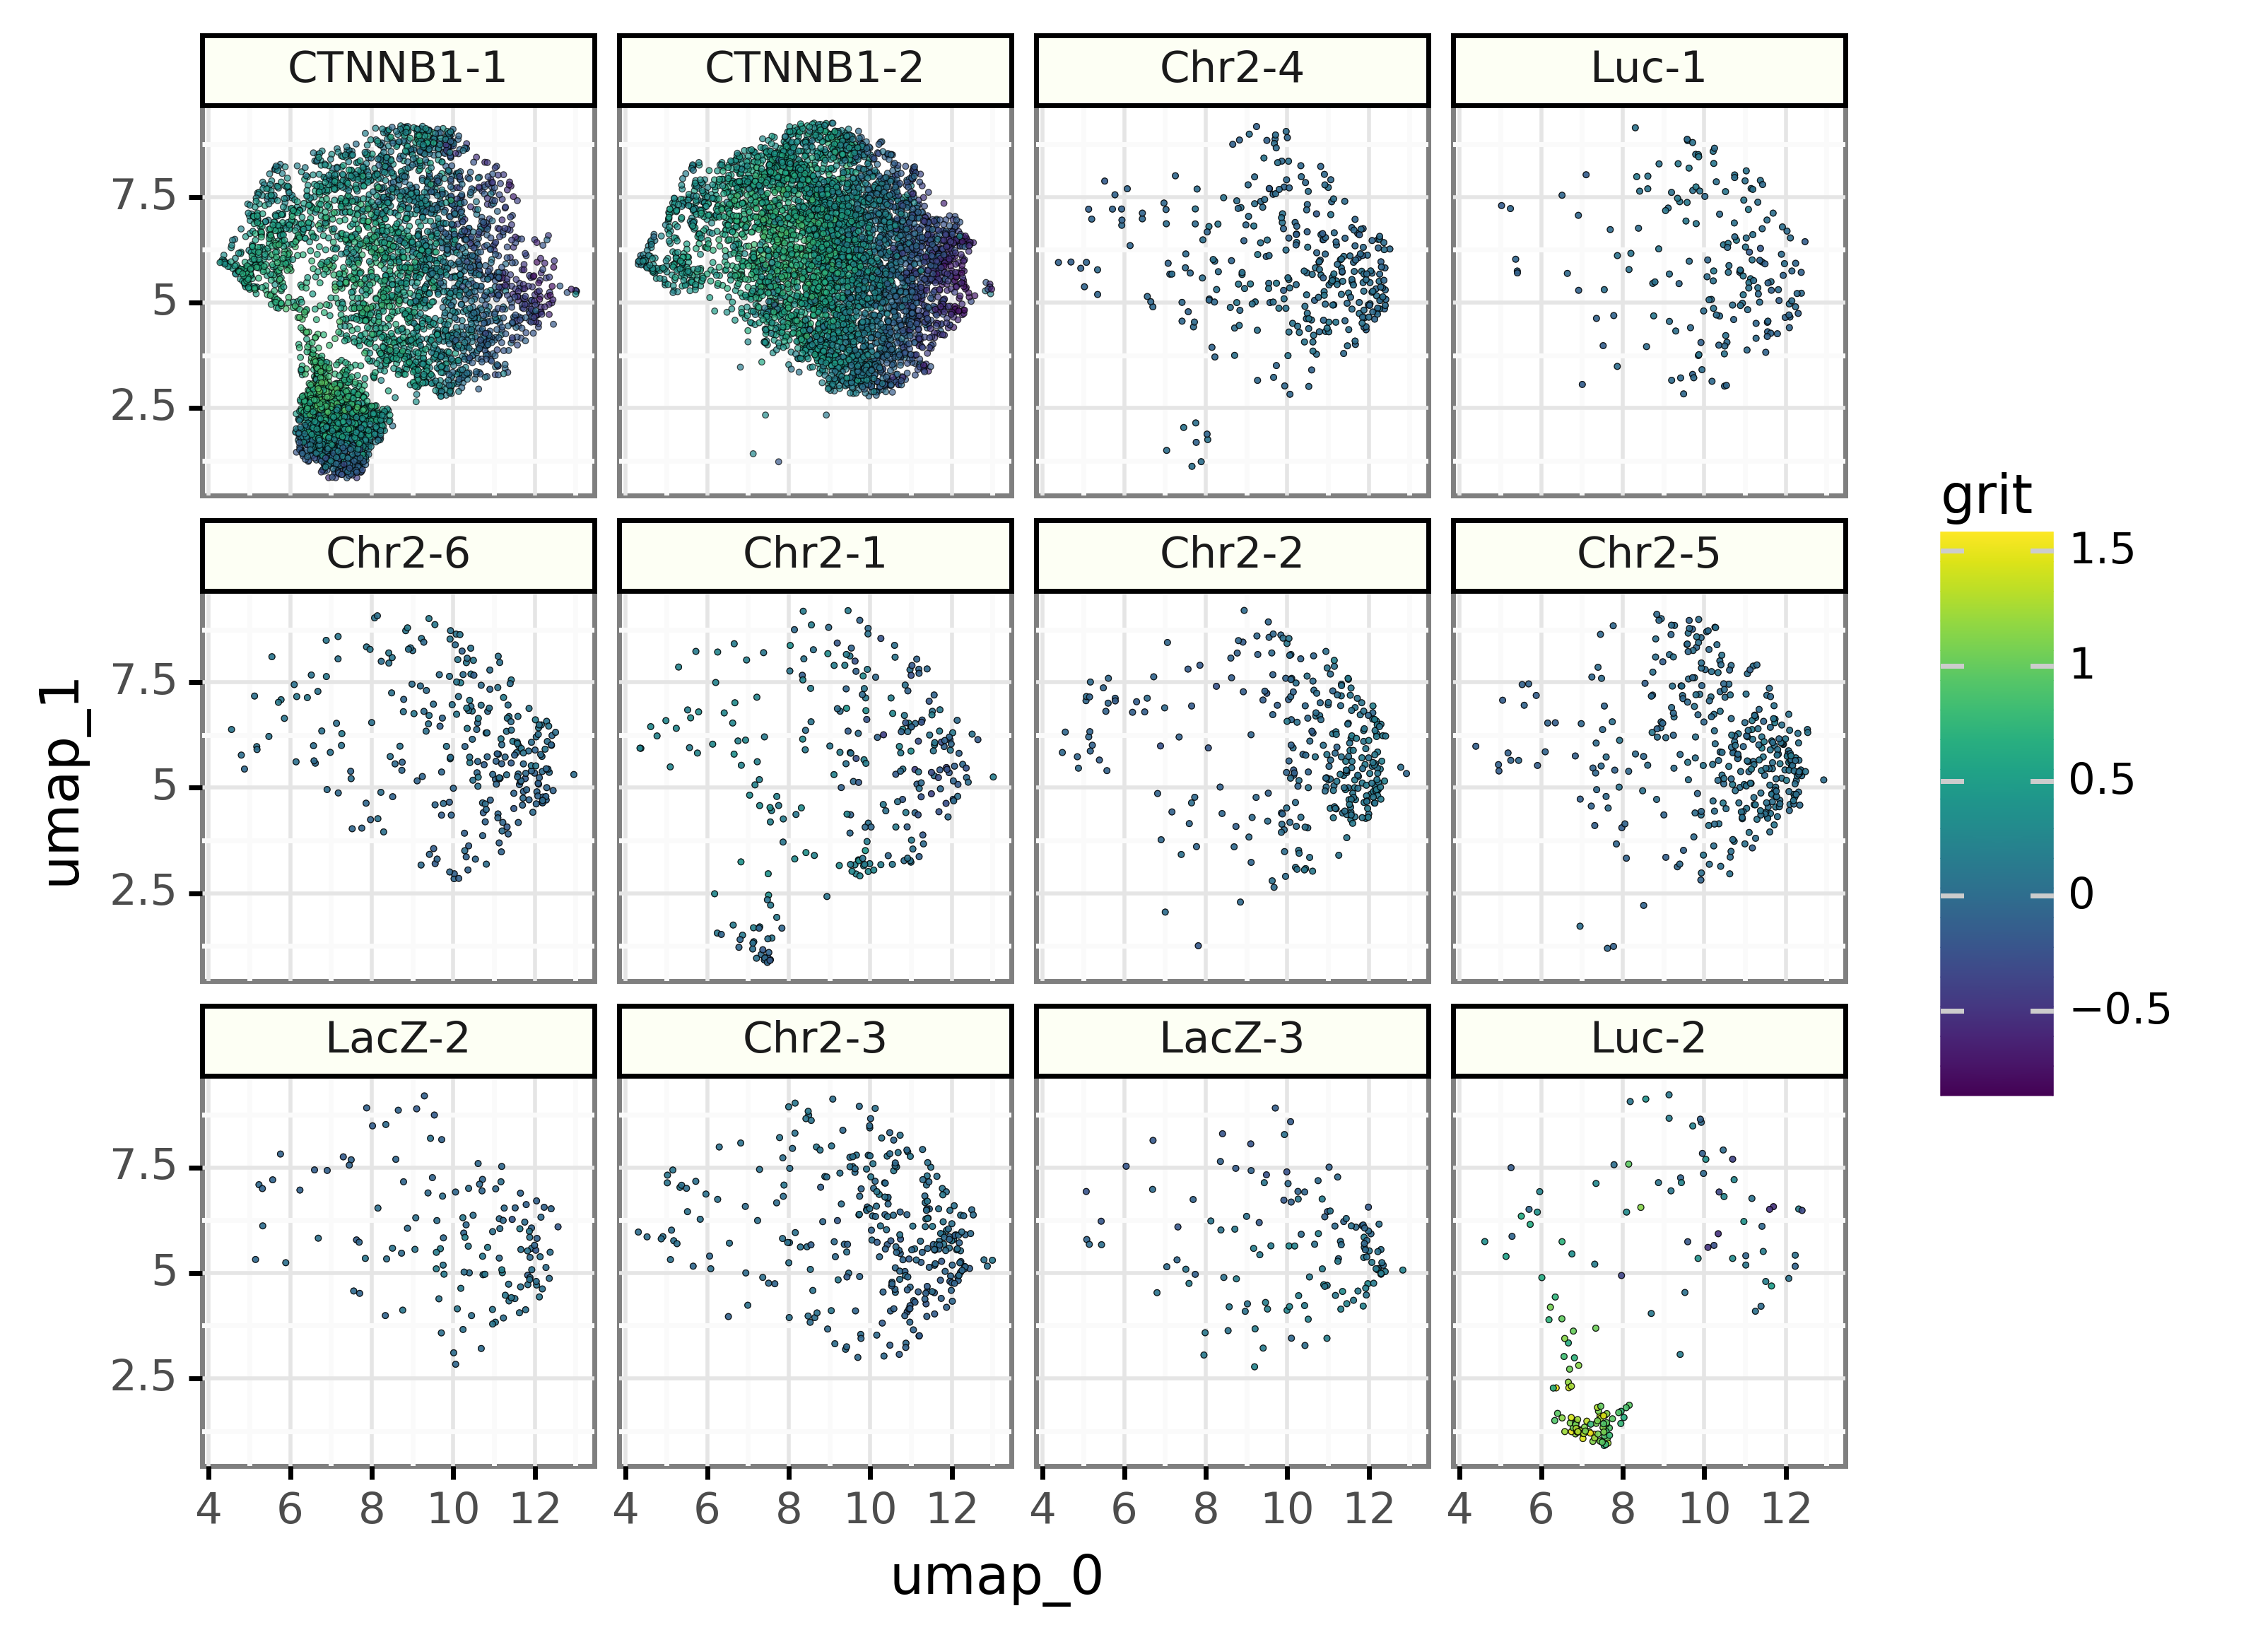 CTNNB1-1 CTNNB1-2 Chr2-4 Luc-1
7.5
5
2.5
grit
1.5
1
0.5
0
−0.5
Chr2-6 Chr2-1 Chr2-2 Chr2-5
7.5
5
2.5
umap_1
LacZ-2 Chr2-3 LacZ-3 Luc-2
7.5
5
2.5
4 6 8 10 12 4 6 8 10 12 4 6 8 10 12 4 6 8 10 12
umap_0